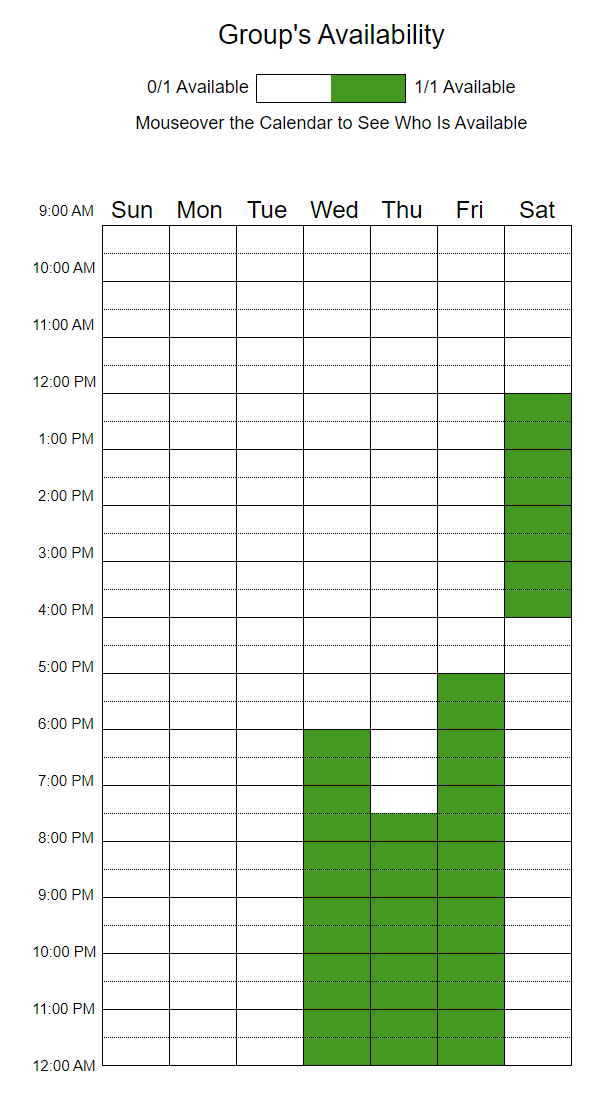 Group's Availability
0/1 Available 1/1 Available
Mouseover the Calendar to See Who Is Available
9:00 AM Sun Mon Tue Wed Thu Fri Sat
10:00 AM
11:00 AM
12:00 PM
1:00 PM
2:00 PM
3:00 PM
4:00 PM
5:00 PM
6:00 PM
7:00 PM
8:00 PM
9:00 PM
10:00 PM
11:00 PM
12:00 AM